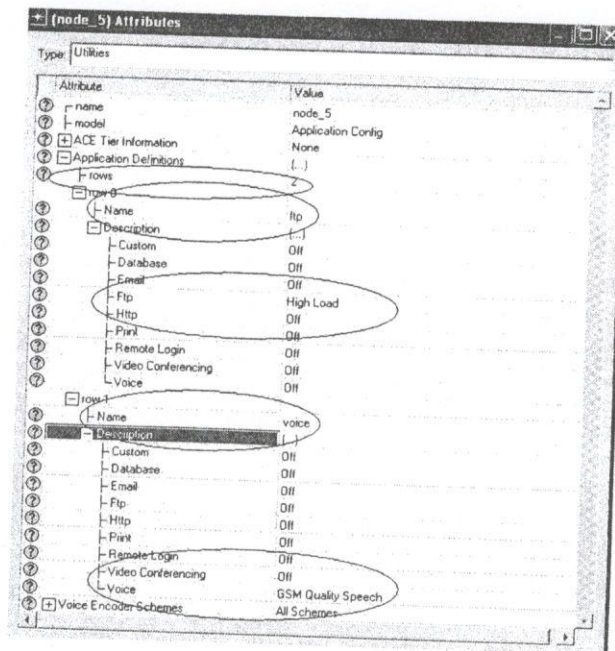 (node_5) Attributes
Type: Utilities
Attribute Value
name node_5
model Application Config
ACE Tier Information None
Application Definitions (...)
rows 2
row 0
Name ftp
Description (...)
Custom Off
Database Off
Email Off
Ftp High Load
Http Off
Print Off
Remote Login Off
Video Conferencing Off
Voice Off
row 1
Name voice
Description (...)
Custom Off
Database Off
Email Off
Ftp Off
Http Off
Print Off
Remote Login Off
Video Conferencing Off
Voice GSM Quality Speech
Voice Encoder Schemes All Schemes